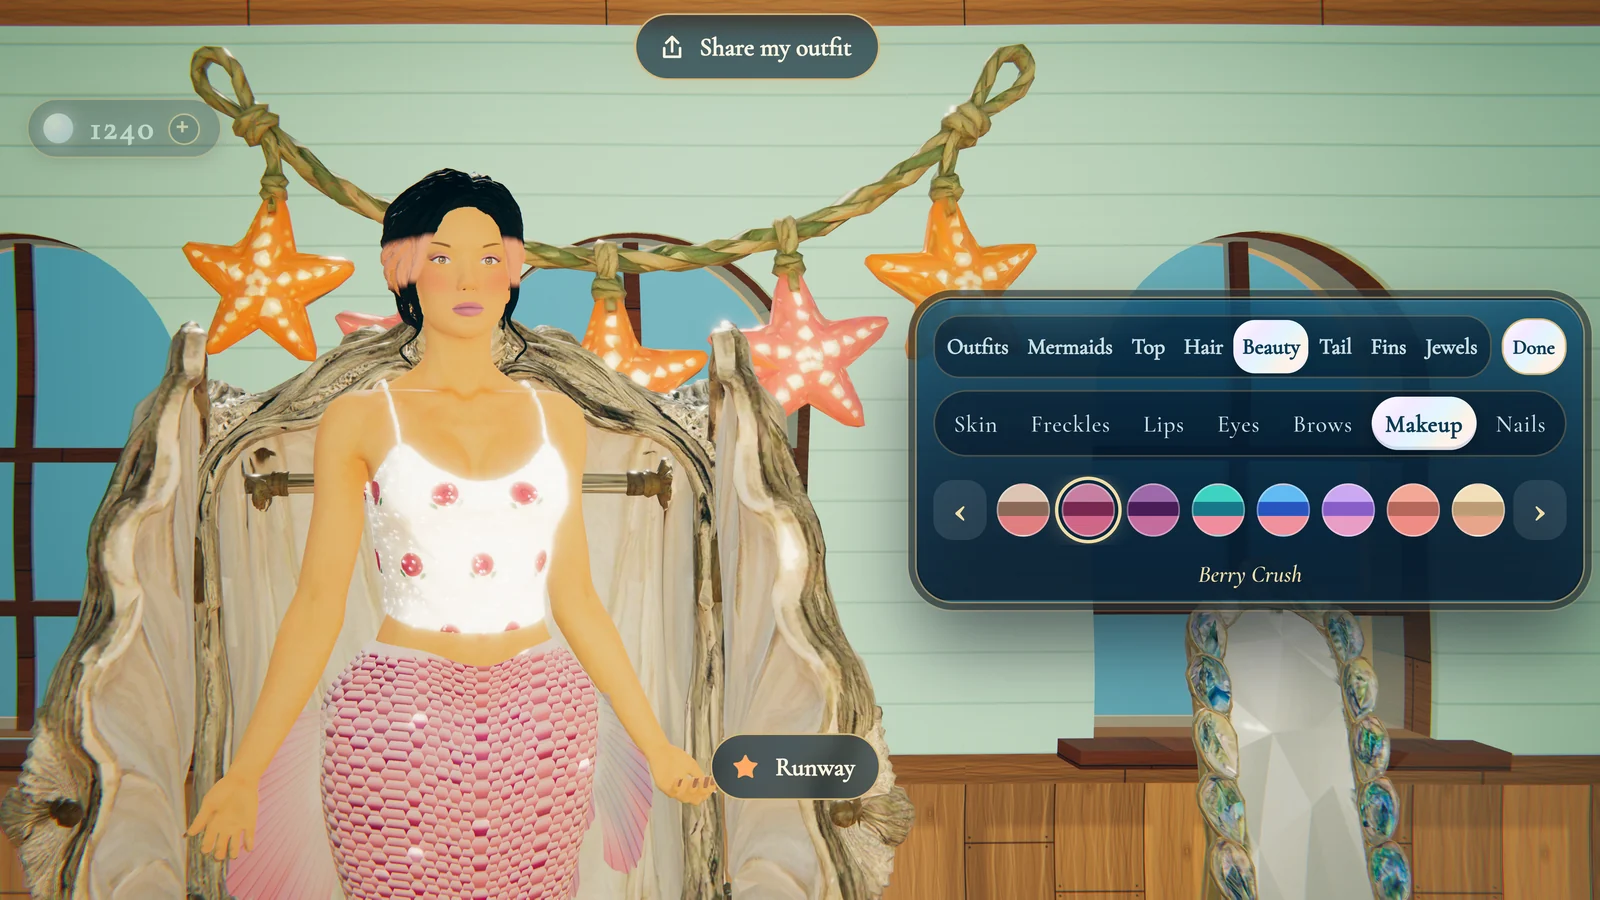 Share my outfit
1240 +
Outfits Mermaids Top Hair Beauty Tail Fins Jewels Done
Skin Freckles Lips Eyes Brows Makeup Nails
Berry Crush
Runway